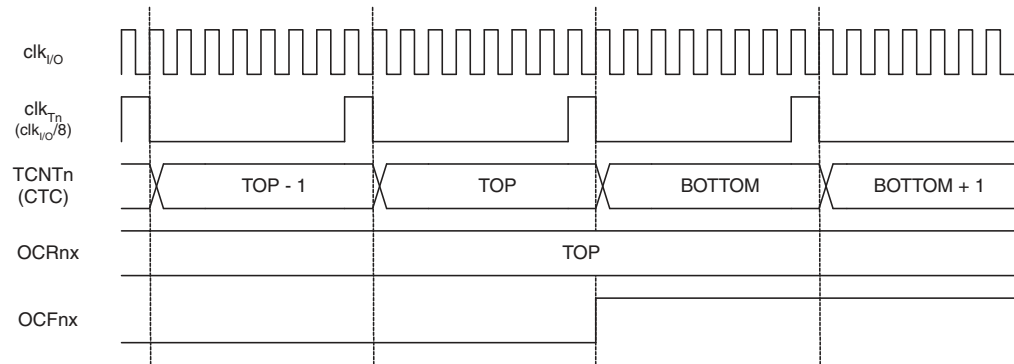 clkI/O
clkTn
(clkI/O/8)
TCNTn
(CTC)
TOP - 1 TOP BOTTOM BOTTOM + 1
OCRnx TOP
OCFnx